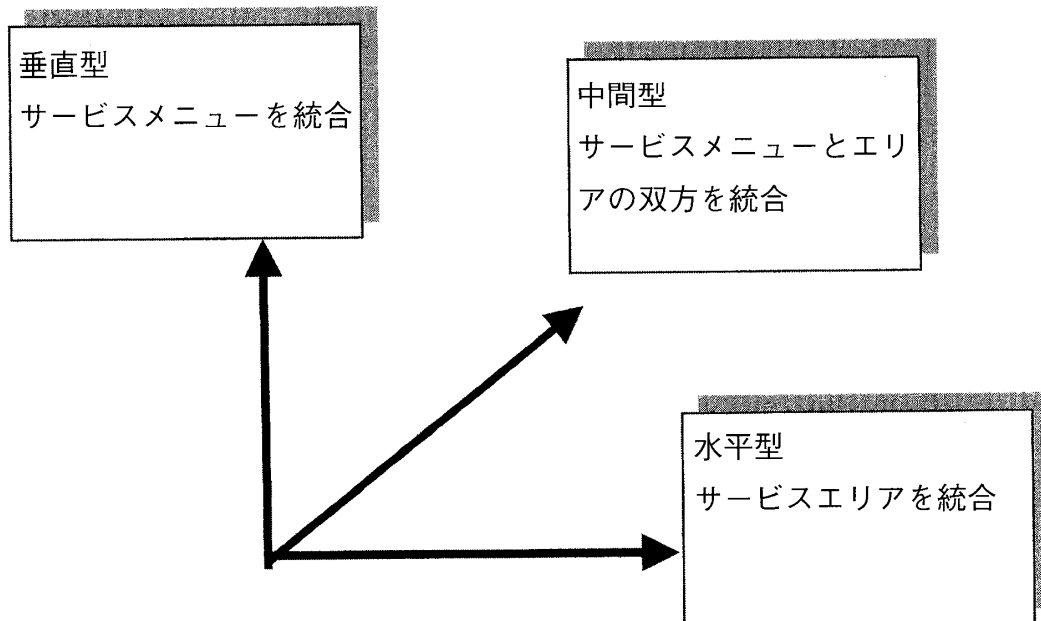 垂直型
サービスメニューを統合
中間型
サービスメニューとエリ
アの双方を統合
水平型
サービスエリアを統合